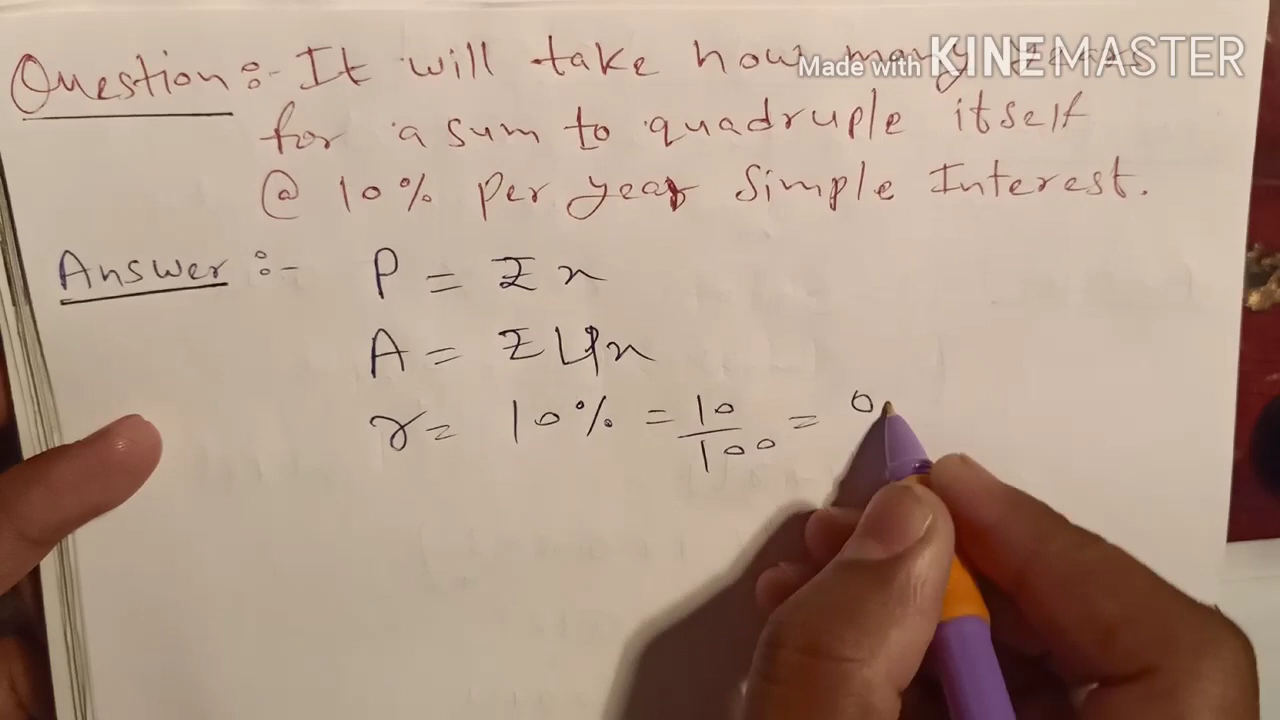 Question:- It will take how many years
Made with KINEMASTER
for a sum to quadruple itself
@ 10% per year Simple Interest.
Answer :- P = ₹ x
A = ₹ 4x
r = 10% = 10/100 = 0.